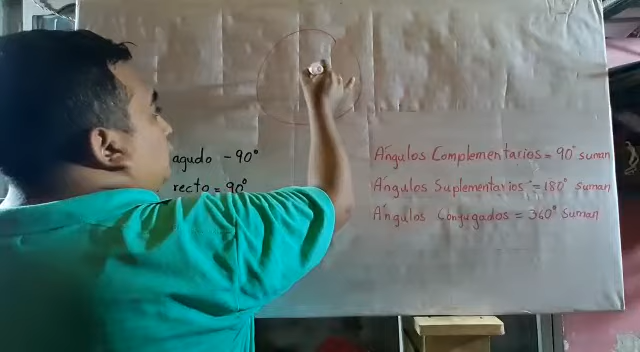 agudo - 90°
recto = 90°
Ángulos Complementarios = 90° suman
Ángulos Suplementarios = 180° suman
Ángulos Conjugados = 360° suman